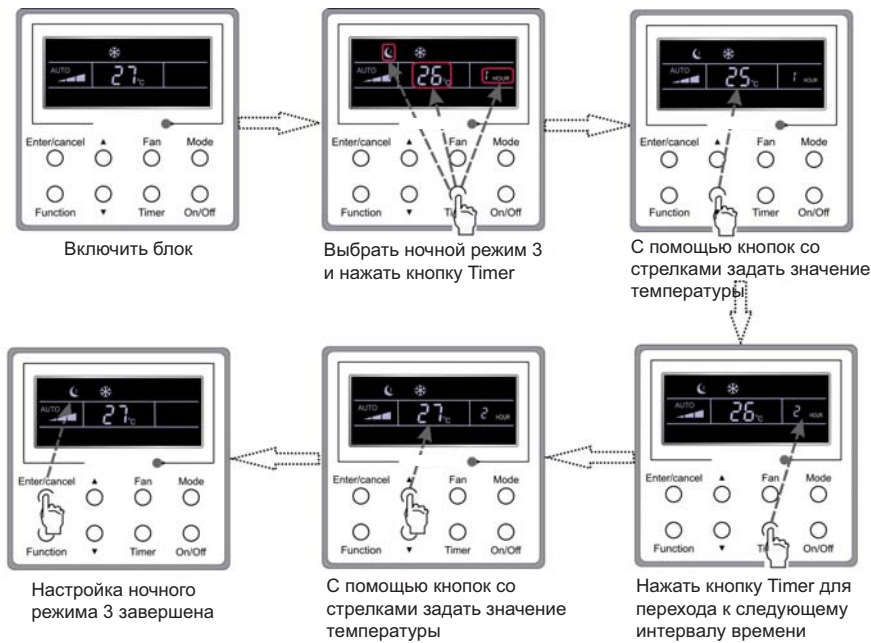 AUTO 27 °C
Enter/cancel ▲ Fan Mode
Function ▼ Timer On/Off
Включить блок
AUTO 26 °C 1 HOUR
Enter/cancel ▲ Fan Mode
Function ▼ On/Off
Выбрать ночной режим 3
и нажать кнопку Timer
AUTO 25 °C 1 HOUR
Enter/cancel ▲ Fan Mode
Function Timer On/Off
С помощью кнопок со
стрелками задать значение
температуры
AUTO 26 °C 2 HOUR
Enter/cancel ▲ Fan Mode
Function ▼ On/Off
Нажать кнопку Timer для
перехода к следующему
интервалу времени
AUTO 27 °C 2 HOUR
Enter/cancel ▲ Fan Mode
Function ▼ Timer On/Off
С помощью кнопок со
стрелками задать значение
температуры
AUTO 27 °C
Enter/cancel ▲ Fan Mode
Function ▼ Timer On/Off
Настройка ночного
режима 3 завершена